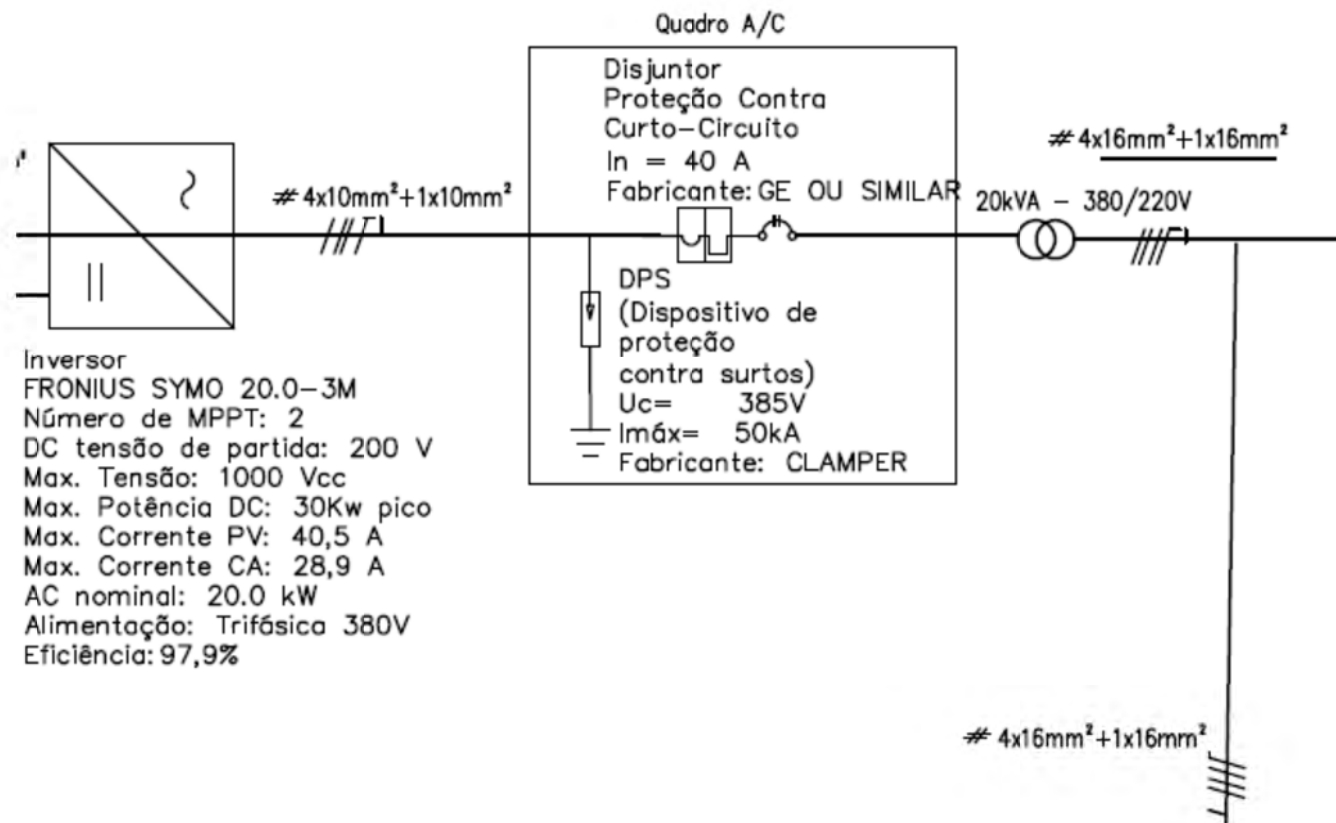 Quadro A/C
Disjuntor
Proteção Contra
Curto-Circuito
In = 40 A
Fabricante: GE OU SIMILAR
# 4x16mm²+1x16mm²
# 4x10mm²+1x10mm²
20kVA - 380/220V
DPS
(Dispositivo de
proteção
contra surtos)
Uc= 385V
Imáx= 50kA
Fabricante: CLAMPER
Inversor
FRONIUS SYMO 20.0-3M
Número de MPPT: 2
DC tensão de partida: 200 V
Max. Tensão: 1000 Vcc
Max. Potência DC: 30Kw pico
Max. Corrente PV: 40,5 A
Max. Corrente CA: 28,9 A
AC nominal: 20.0 kW
Alimentação: Trifásica 380V
Eficiência: 97,9%
# 4x16mm²+1x16mm²